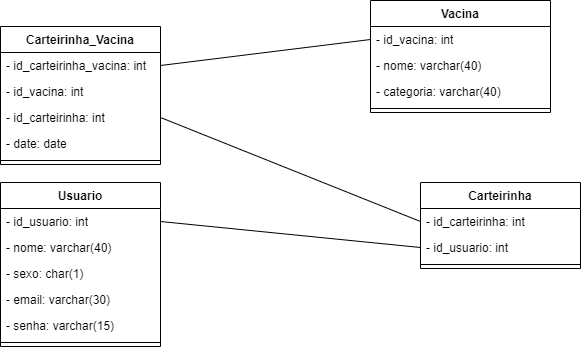 Carteirinha_Vacina
- id_carteirinha_vacina: int
- id_vacina: int
- id_carteirinha: int
- date: date
Vacina
- id_vacina: int
- nome: varchar(40)
- categoria: varchar(40)
Usuario
- id_usuario: int
- nome: varchar(40)
- sexo: char(1)
- email: varchar(30)
- senha: varchar(15)
Carteirinha
- id_carteirinha: int
- id_usuario: int